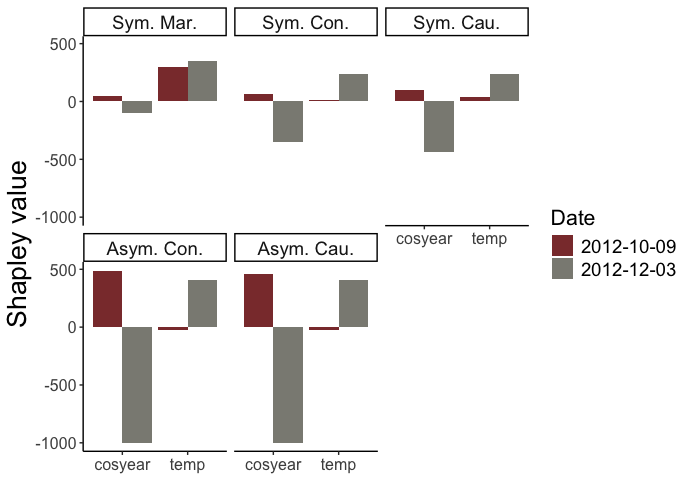 Sym. Mar.
Sym. Con.
Sym. Cau.
500
0
-500
-1000
cosyear
temp
Asym. Con.
Asym. Cau.
500
0
-500
-1000
cosyear
temp
cosyear
temp
Shapley value
Date
2012-10-09
2012-12-03